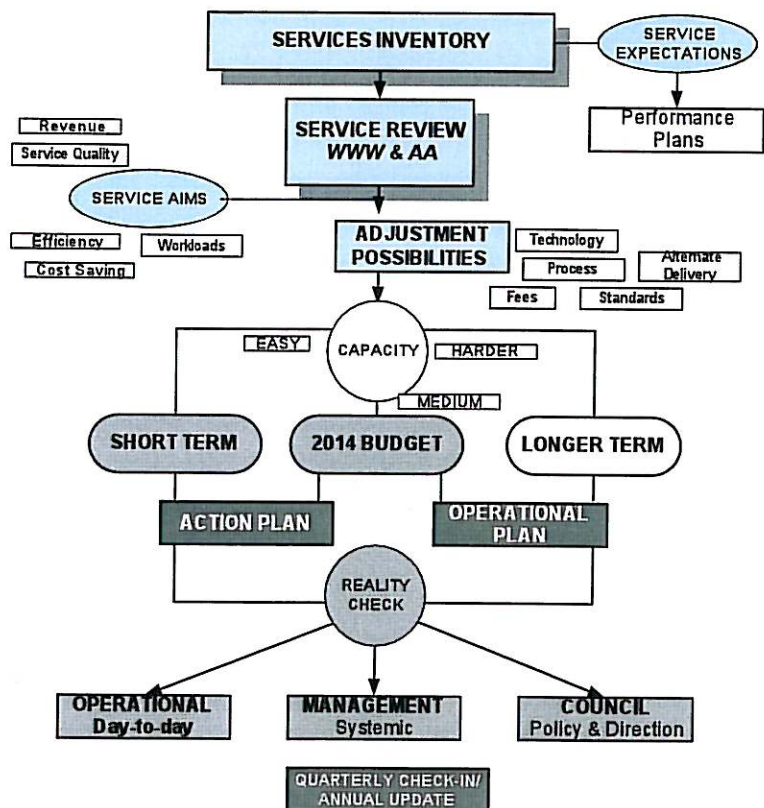 SERVICES INVENTORY
SERVICE
EXPECTATIONS
Performance
Plans
SERVICE REVIEW
WWW & AA
Revenue
Service Quality
SERVICE AIMS
Efficiency
Workloads
Cost Saving
ADJUSTMENT
POSSIBILITIES
Technology
Process
Alternate
Delivery
Fees
Standards
CAPACITY
EASY
HARDER
MEDIUM
SHORT TERM
2014 BUDGET
LONGER TERM
ACTION PLAN
OPERATIONAL
PLAN
REALITY
CHECK
OPERATIONAL
Day-to-day
MANAGEMENT
Systemic
COUNCIL
Policy & Direction
QUARTERLY CHECK-IN/
ANNUAL UPDATE